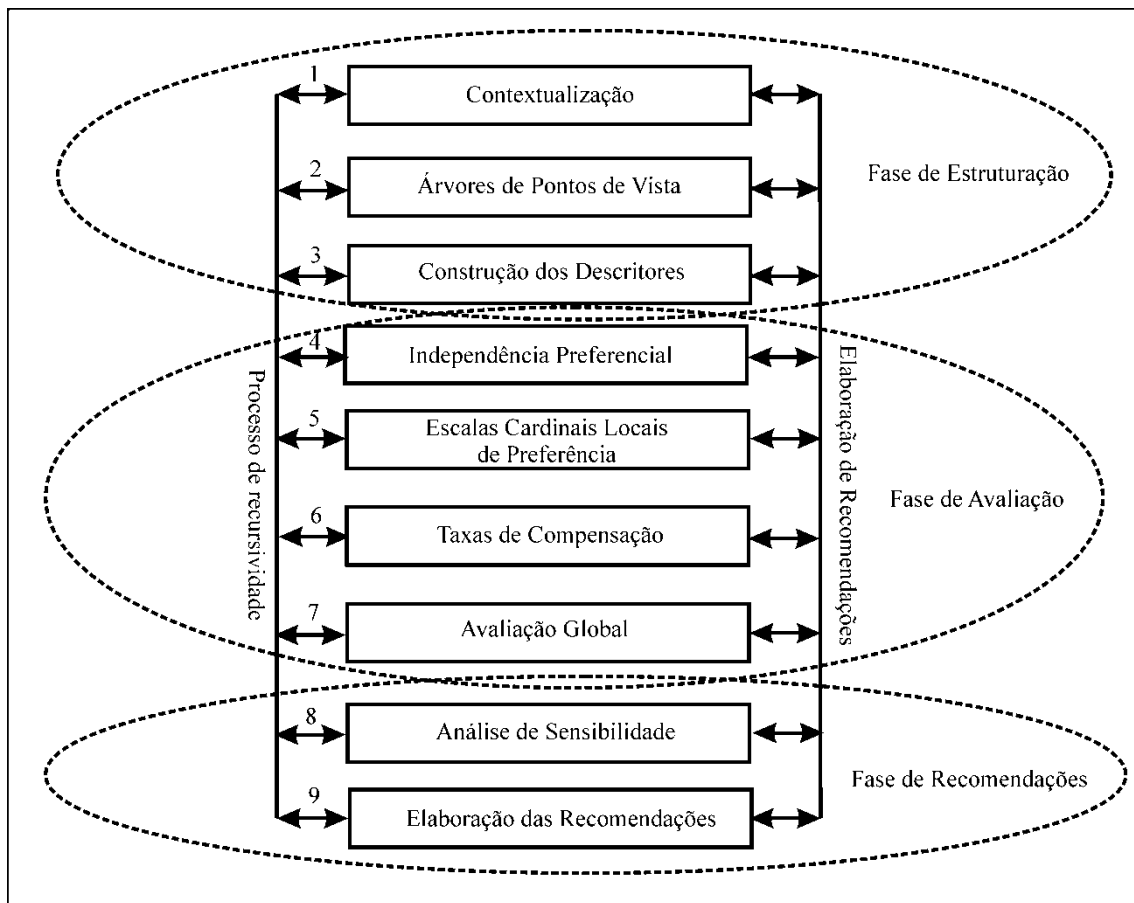 1
Contextualização
2
Árvores de Pontos de Vista
Fase de Estruturação
3
Construção dos Descritores
4
Independência Preferencial
5
Escalas Cardinais Locais
de Preferência
Fase de Avaliação
6
Taxas de Compensação
7
Avaliação Global
8
Análise de Sensibilidade
Fase de Recomendações
9
Elaboração das Recomendações
Processo de recursividade
Elaboração de Recomendações